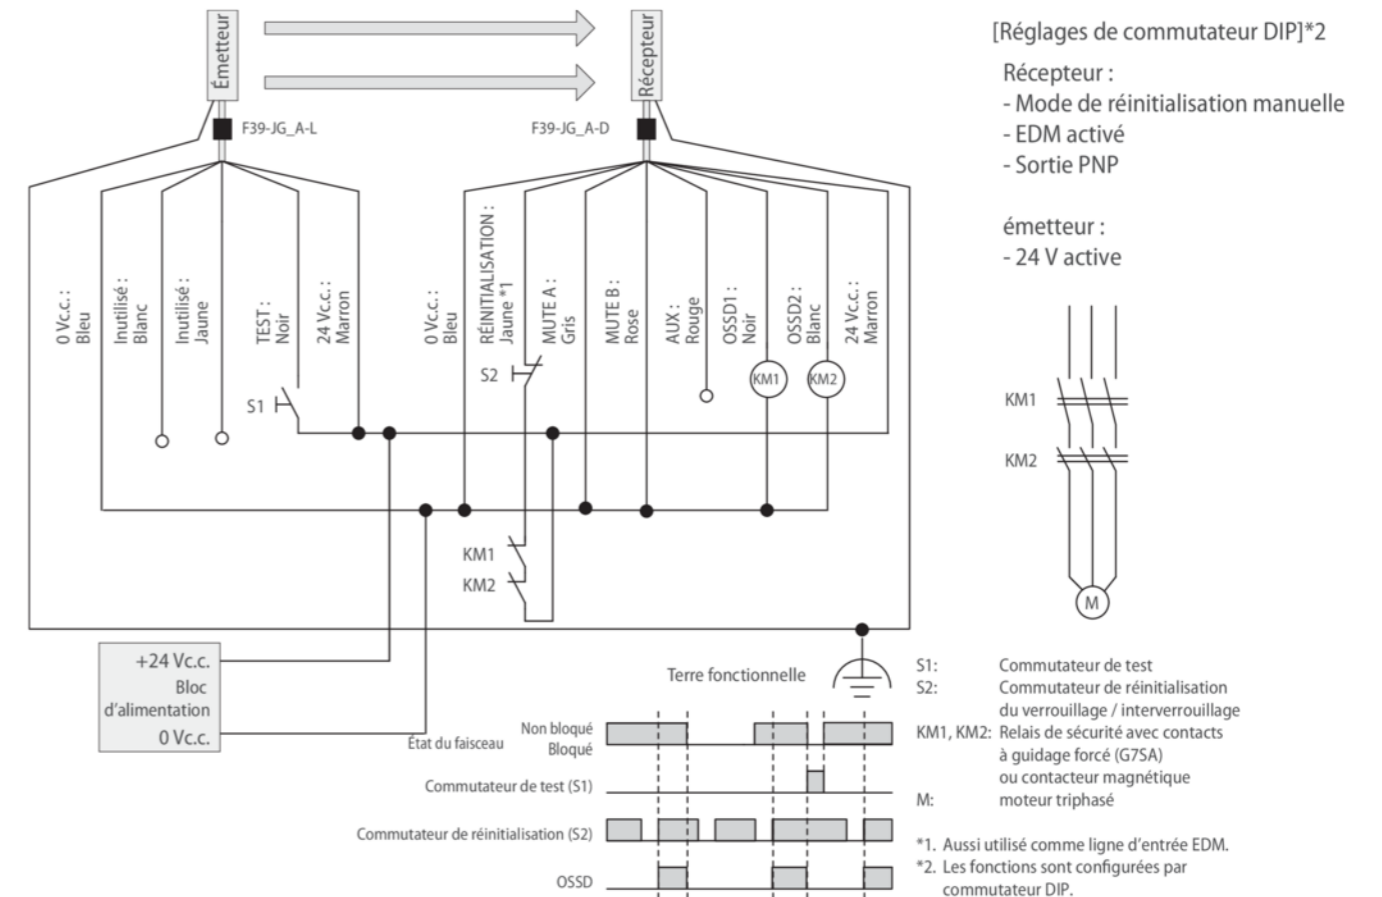 Émetteur
Récepteur
F39-JG_A-L
F39-JG_A-D
0 Vc.c. :
Bleu
Inutilisé :
Blanc
Inutilisé :
Jaune
TEST :
Noir
24 Vc.c. :
Marron
0 Vc.c. :
Bleu
RÉINITIALISATION :
Jaune *1
MUTE A :
Gris
MUTE B :
Rose
AUX :
Rouge
OSSD1 :
Noir
OSSD2 :
Blanc
24 Vc.c. :
Marron
S1
S2
KM1
KM2
KM1
KM2
+24 Vc.c.
Bloc
d'alimentation
0 Vc.c.
Terre fonctionnelle
État du faisceau
Non bloqué
Bloqué
Commutateur de test (S1)
Commutateur de réinitialisation (S2)
OSSD
[Réglages de commutateur DIP]*2
Récepteur :
- Mode de réinitialisation manuelle
- EDM activé
- Sortie PNP
émetteur :
- 24 V active
KM1
KM2
M
S1: Commutateur de test
S2: Commutateur de réinitialisation
du verrouillage / interverrouillage
KM1, KM2: Relais de sécurité avec contacts
à guidage forcé (G7SA)
ou contacteur magnétique
M: moteur triphasé
*1. Aussi utilisé comme ligne d'entrée EDM.
*2. Les fonctions sont configurées par
commutateur DIP.